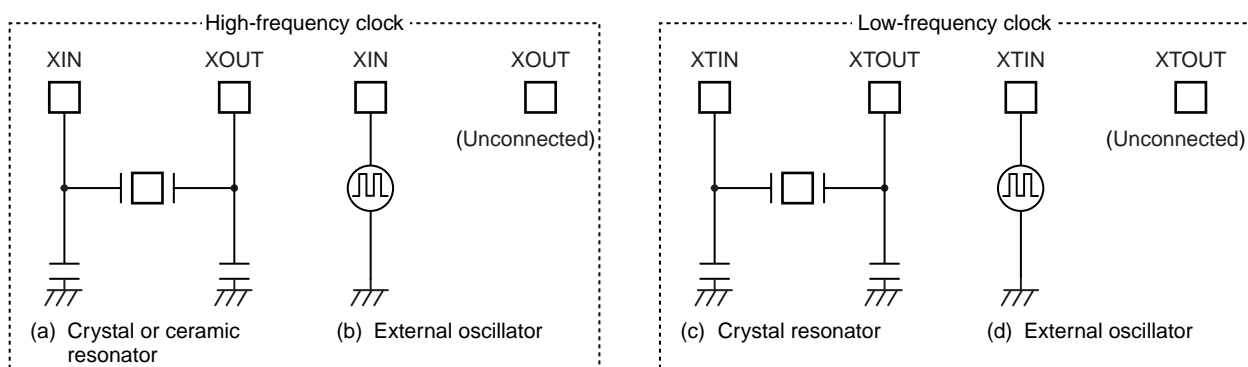 High-frequency clock
XIN XOUT XIN XOUT
(Unconnected)
(a) Crystal or ceramic
resonator
(b) External oscillator
Low-frequency clock
XTIN XTOUT XTIN XTOUT
(Unconnected)
(c) Crystal resonator
(d) External oscillator